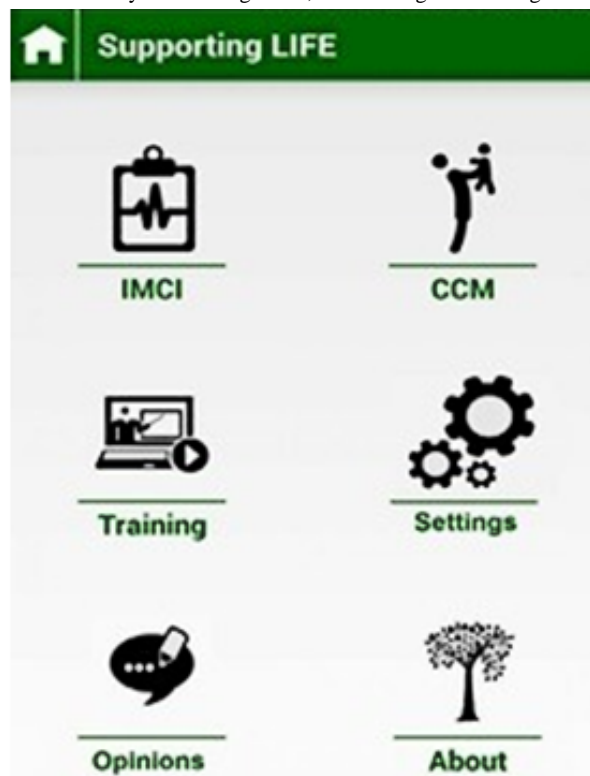 Supporting LIFE
IMCI
CCM
Training
Settings
Opinions
About